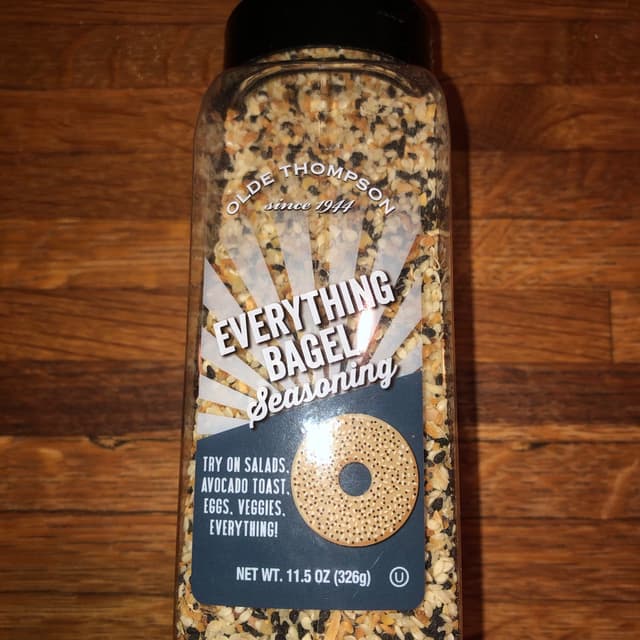 OLDE THOMPSON
since 1944
EVERYTHING
BAGEL
Seasoning
TRY ON SALADS,
AVOCADO TOAST,
EGGS, VEGGIES,
EVERYTHING!
NET WT. 11.5 OZ (326g)
U